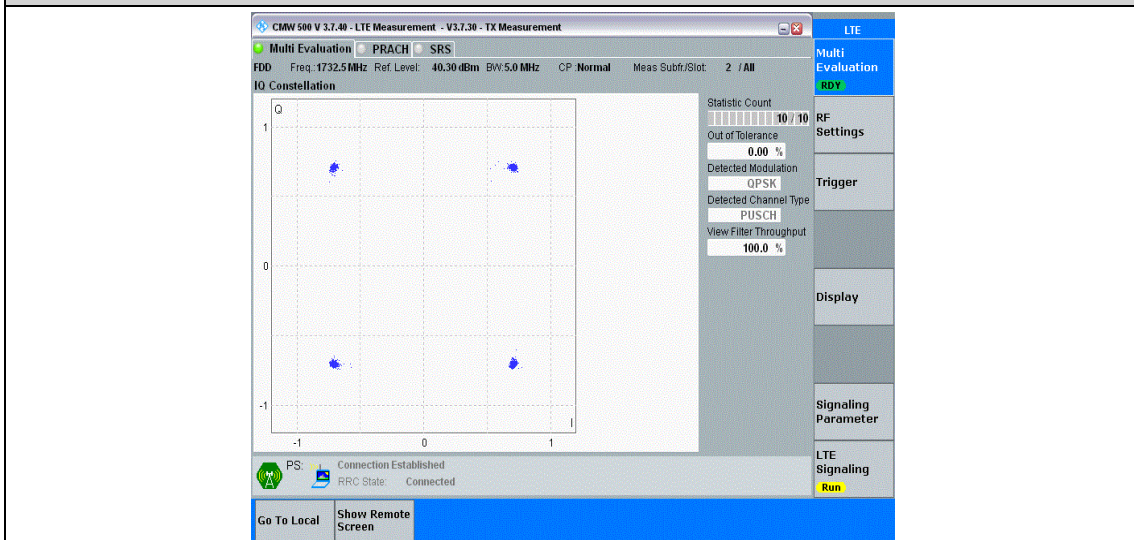 CMW 500 V 3.7.40 - LTE Measurement - V3.7.30 - TX Measurement
LTE
Multi Evaluation PRACH SRS
Multi
Evaluation
RDY
FDD Freq.:1732.5 MHz Ref. Level: 40.30 dBm BW:5.0 MHz CP :Normal Meas Subfr./Slot: 2 / All
IQ Constellation
Q
1
0
-1
-1 0 1
I
Statistic Count
10 / 10
Out of Tolerance
0.00 %
Detected Modulation
QPSK
Detected Channel Type
PUSCH
View Filter Throughput
100.0 %
RF
Settings
Trigger
Display
Signaling
Parameter
LTE
Signaling
Run
PS: Connection Established
RRC State: Connected
Go To Local
Show Remote
Screen